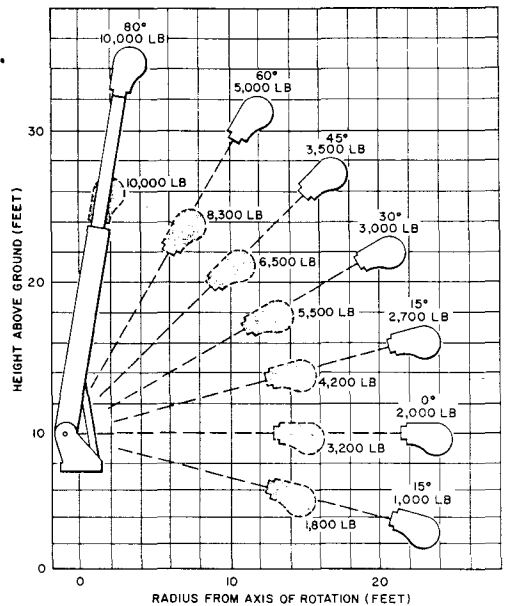 80°
10,000 LB
60°
5,000 LB
45°
3,500 LB
30
10,000 LB
8,300 LB
30°
3,000 LB
6,500 LB
20
5,500 LB
15°
2,700 LB
4,200 LB
0°
2,000 LB
10
3,200 LB
15°
1,000 LB
1,800 LB
0
0
10
20
HEIGHT ABOVE GROUND (FEET)
RADIUS FROM AXIS OF ROTATION (FEET)